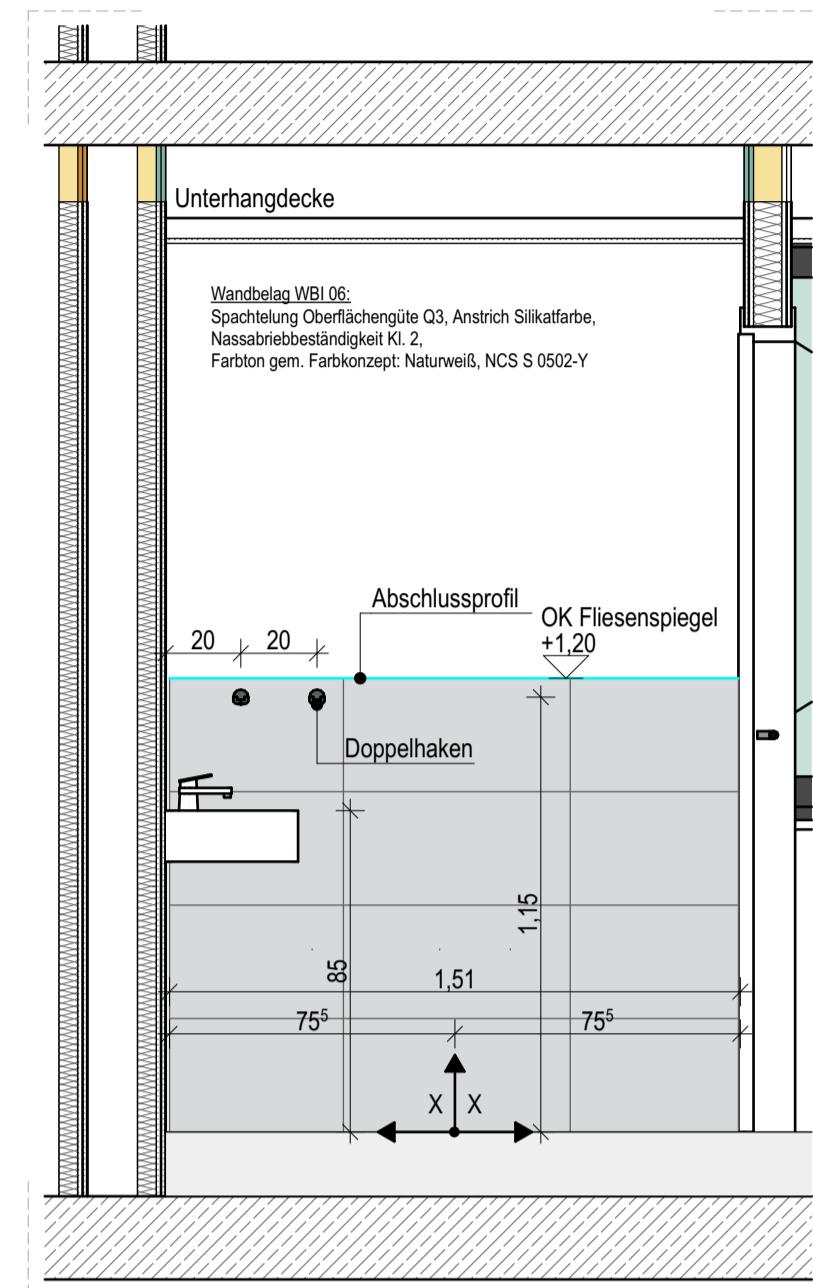 Unterhangdecke
Wandbelag WBI 06:
Spachtelung Oberflächengüte Q3, Anstrich Silikatfarbe,
Nassabriebbeständigkeit Kl. 2,
Farbton gem. Farbkonzept: Naturweiß, NCS S 0502-Y
Abschlussprofil
OK Fliesenspiegel
+1,20
20 20
Doppelhaken
1,15
85
1,51
75⁵ 75⁵
X X